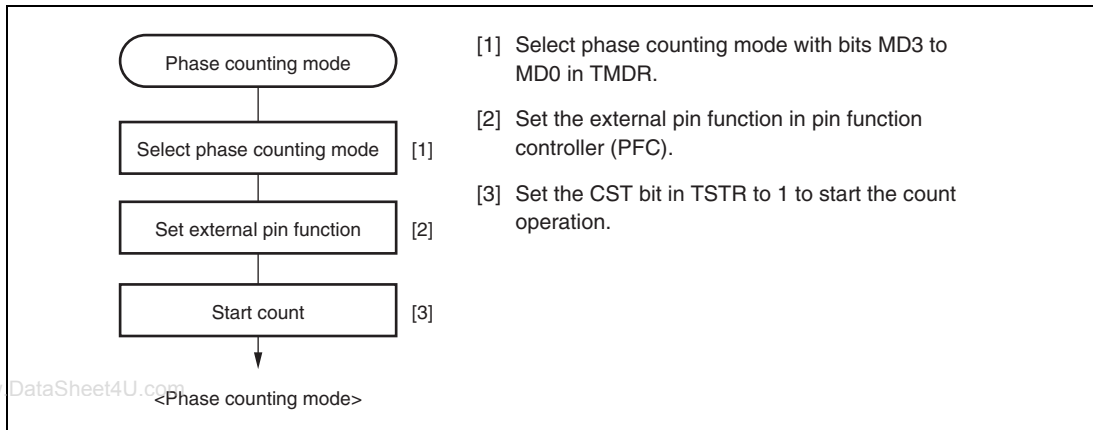 Phase counting mode
Select phase counting mode [1]
Set external pin function [2]
Start count [3]
<Phase counting mode>
[1] Select phase counting mode with bits MD3 to
MD0 in TMDR.
[2] Set the external pin function in pin function
controller (PFC).
[3] Set the CST bit in TSTR to 1 to start the count
operation.
.DataSheet4U.com